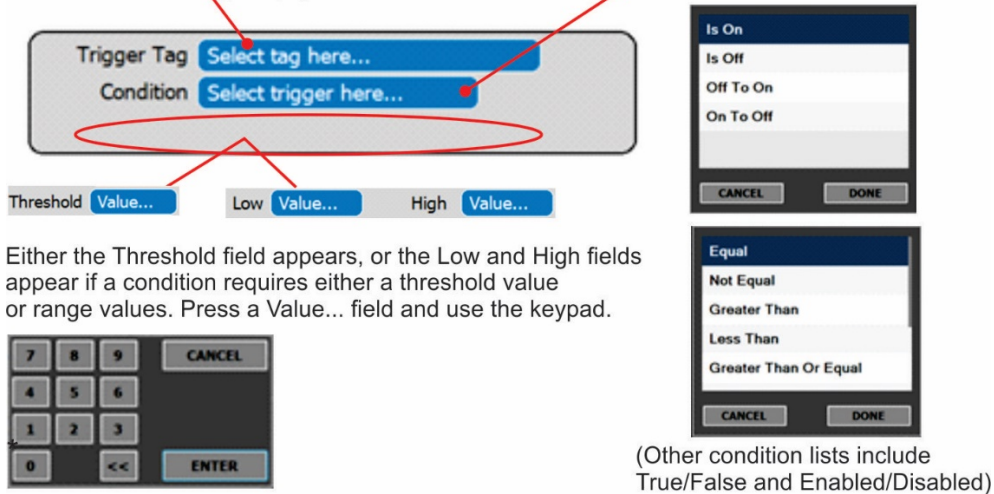 Trigger Tag Select tag here...
Condition Select trigger here...
Threshold Value...
Low Value... High Value...
Either the Threshold field appears, or the Low and High fields
appear if a condition requires either a threshold value
or range values. Press a Value... field and use the keypad.
7 8 9 CANCEL
4 5 6
1 2 3
*
0 << ENTER
Is On
Is Off
Off To On
On To Off
CANCEL DONE
Equal
Not Equal
Greater Than
Less Than
Greater Than Or Equal
CANCEL DONE
(Other condition lists include
True/False and Enabled/Disabled)